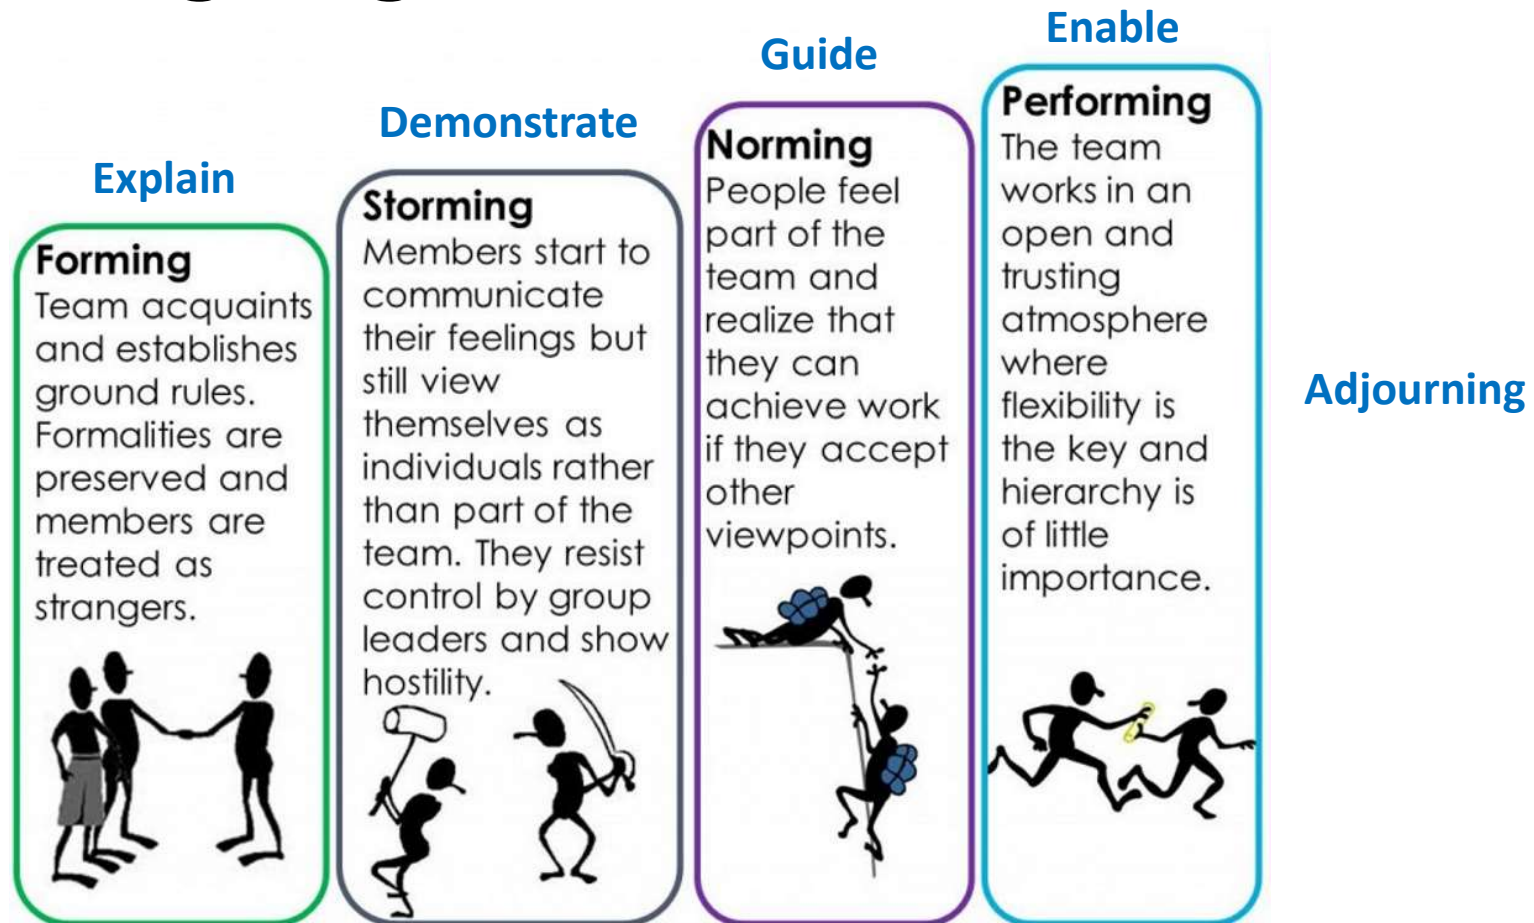 Explain
Forming
Team acquaints
and establishes
ground rules.
Formalities are
preserved and
members are
treated as
strangers.
Demonstrate
Storming
Members start to
communicate
their feelings but
still view
themselves as
individuals rather
than part of the
team. They resist
control by group
leaders and show
hostility.
Guide
Norming
People feel
part of the
team and
realize that
they can
achieve work
if they accept
other
viewpoints.
Enable
Performing
The team
works in an
open and
trusting
atmosphere
where
flexibility is
the key and
hierarchy is
of little
importance.
Adjourning